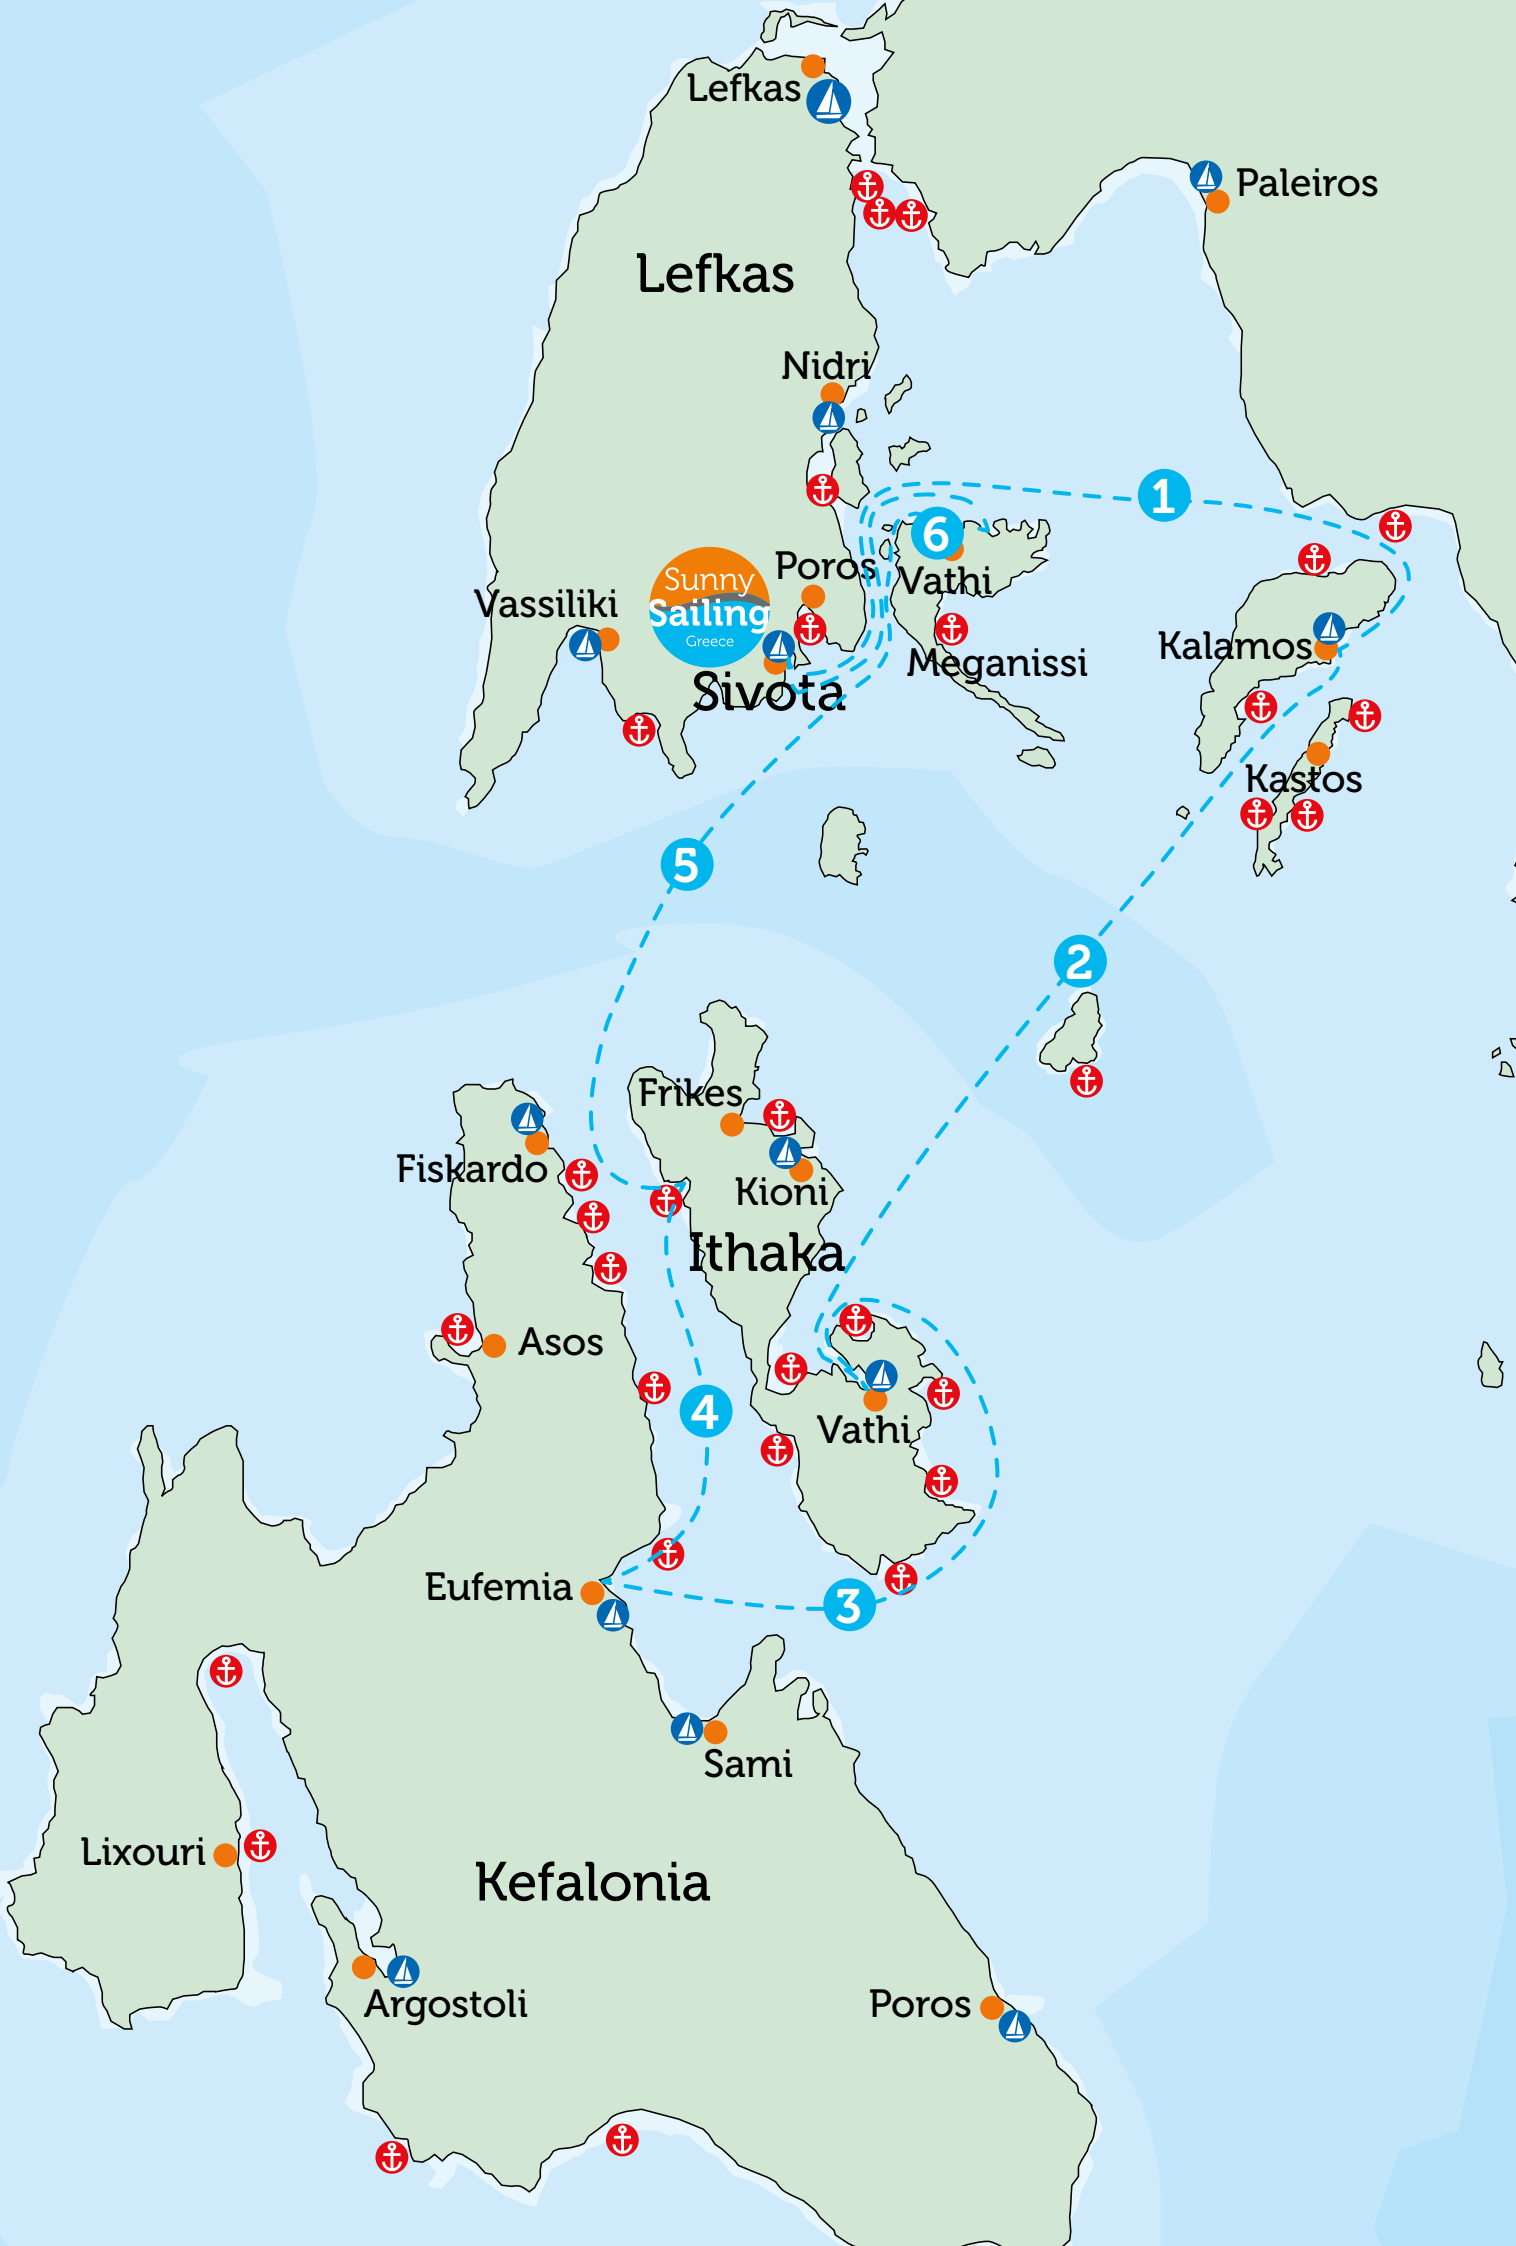 Lefkas
Paleiros
Lefkas
Nidri
1
6
Poros
Vathi
Sunny
Sailing
Greece
Vassiliki
Kalamos
Meganissi
Sivota
Kastos
5
2
Frikes
Fiskardo
Kioni
Ithaka
Asos
4
Vathi
Eufemia
3
Sami
Lixouri
Kefalonia
Argostoli
Poros